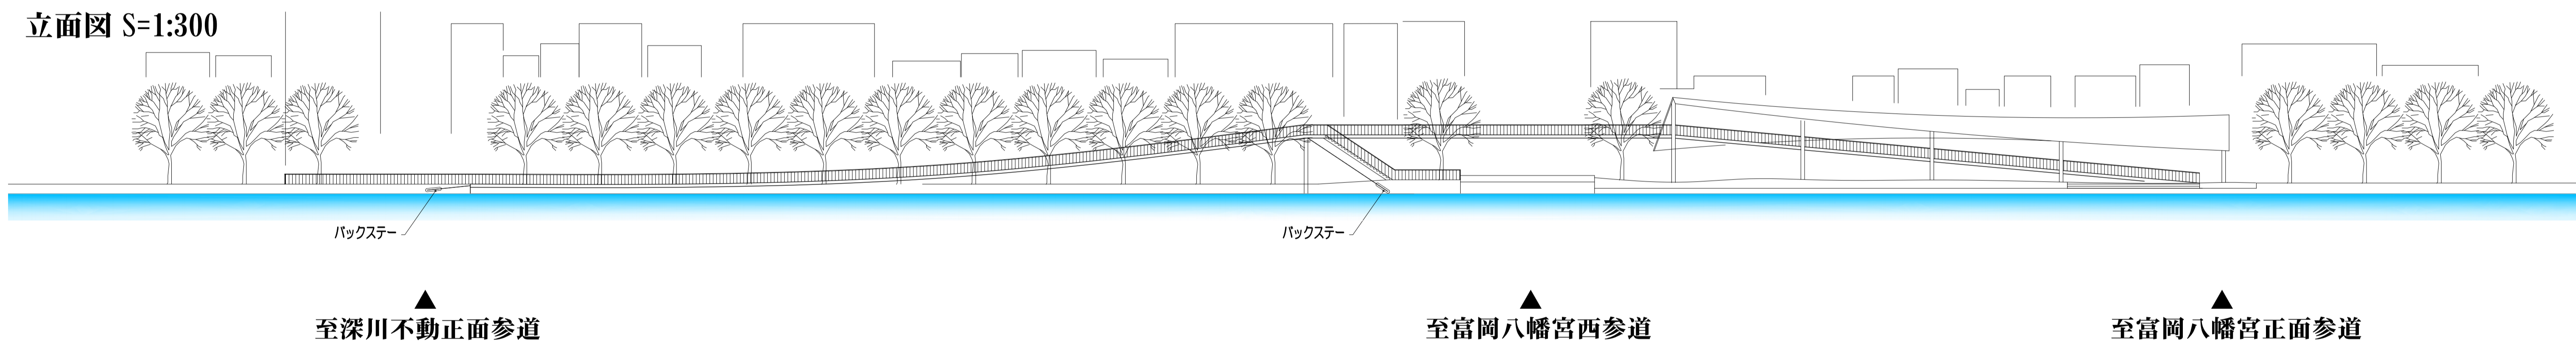 立面図 S=1:300
バックステー
バックステー
至深川不動正面参道
至富岡八幡宮西参道
至富岡八幡宮正面参道